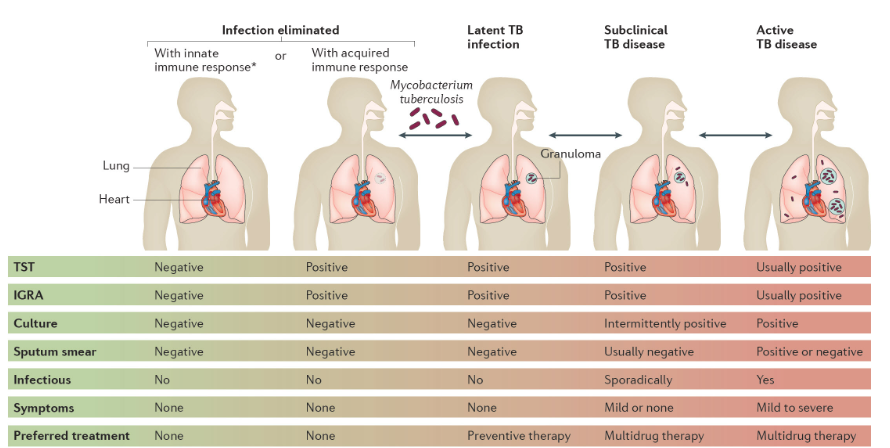 Infection eliminated
With innate
immune response*
or
With acquired
immune response
Latent TB
infection
Subclinical
TB disease
Active
TB disease
Mycobacterium
tuberculosis
Granuloma
Lung
Heart
TST Negative Positive Positive Positive Usually positive
IGRA Negative Positive Positive Positive Usually positive
Culture Negative Negative Negative Intermittently positive Positive
Sputum smear Negative Negative Negative Usually negative Positive or negative
Infectious No No No Sporadically Yes
Symptoms None None None Mild or none Mild to severe
Preferred treatment None None Preventive therapy Multidrug therapy Multidrug therapy